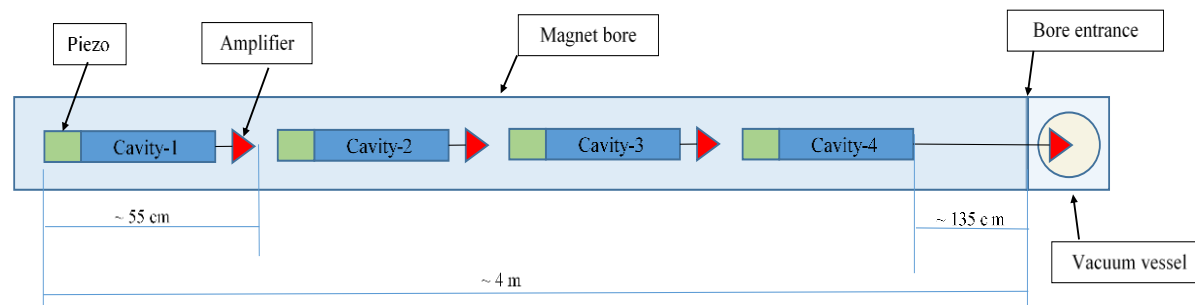 Piezo
Amplifier
Magnet bore
Bore entrance
Cavity-1
Cavity-2
Cavity-3
Cavity-4
~ 55 cm
~ 135 c m
~ 4 m
Vacuum vessel